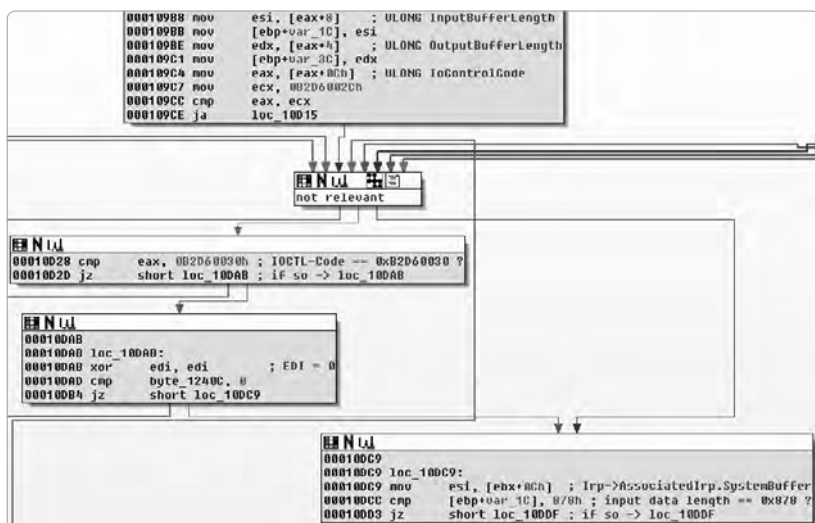 000109B8 mov esi, [eax+8] ; ULONG InputBufferLength
000109BB mov [ebp+var_1C], esi
000109BE mov edx, [eax+4] ; ULONG OutputBufferLength
000109C1 mov [ebp+var_3C], edx
000109C4 mov eax, [eax+0Ch] ; ULONG IoControlCode
000109C7 mov ecx, 0B2D6002Ch
000109CC cmp eax, ecx
000109CE ja loc_10D15
not relevant
00010D28 cmp eax, 0B2D60030h ; IOCTL-Code == 0xB2D60030 ?
00010D2D jz short loc_10DAB ; if so -> loc_10DAB
00010DAB
00010DAB loc_10DAB:
00010DAB xor edi, edi ; EDI = 0
00010DAD cmp byte_1240C, 0
00010DB4 jz short loc_10DC9
00010DC9
00010DC9 loc_10DC9:
00010DC9 mov esi, [ebx+0Ch] ; Irp->AssociatedIrp.SystemBuffer
00010DCC cmp [ebp+var_1C], 878h ; input data length == 0x878 ?
00010DD3 jz short loc_10DDF ; if so -> loc_10DDF